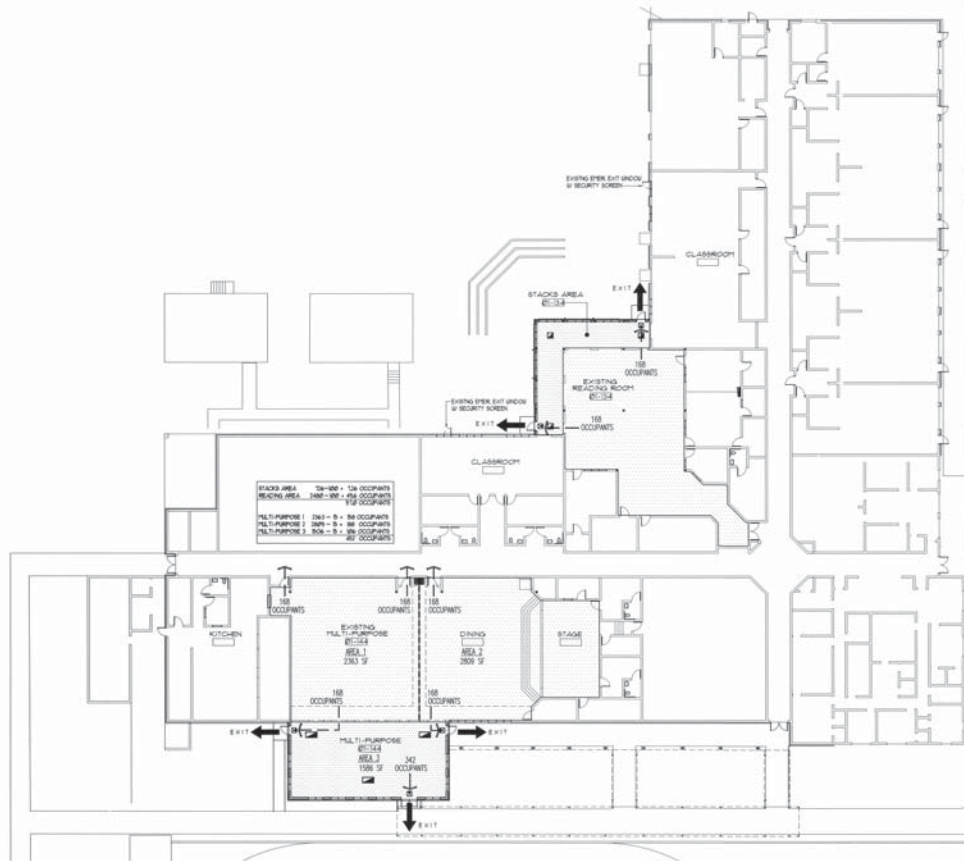 EXISTING EMER. EXIT WINDOW
W/ SECURITY SCREEN
CLASSROOM
EXIT
STACKS AREA
168
OCCUPANTS
EXISTING
READING ROOM
EXISTING EMER. EXIT WINDOW
W/ SECURITY SCREEN
EXIT
168
OCCUPANTS
CLASSROOM
STACKS AREA
OCCUPANTS
READING AREA
OCCUPANTS
OCCUPANTS
MULTI-PURPOSE 1
OCCUPANTS
MULTI-PURPOSE 2
OCCUPANTS
MULTI-PURPOSE 3
OCCUPANTS
OCCUPANTS
168
OCCUPANTS
168
OCCUPANTS
168
OCCUPANTS
KITCHEN
EXISTING
MULTI-PURPOSE
AREA 1
2363 SF
DINING
AREA 2
2809 SF
STAGE
168
OCCUPANTS
168
OCCUPANTS
EXIT
EXIT
MULTI-PURPOSE
AREA 3
1586 SF
342
OCCUPANTS
EXIT